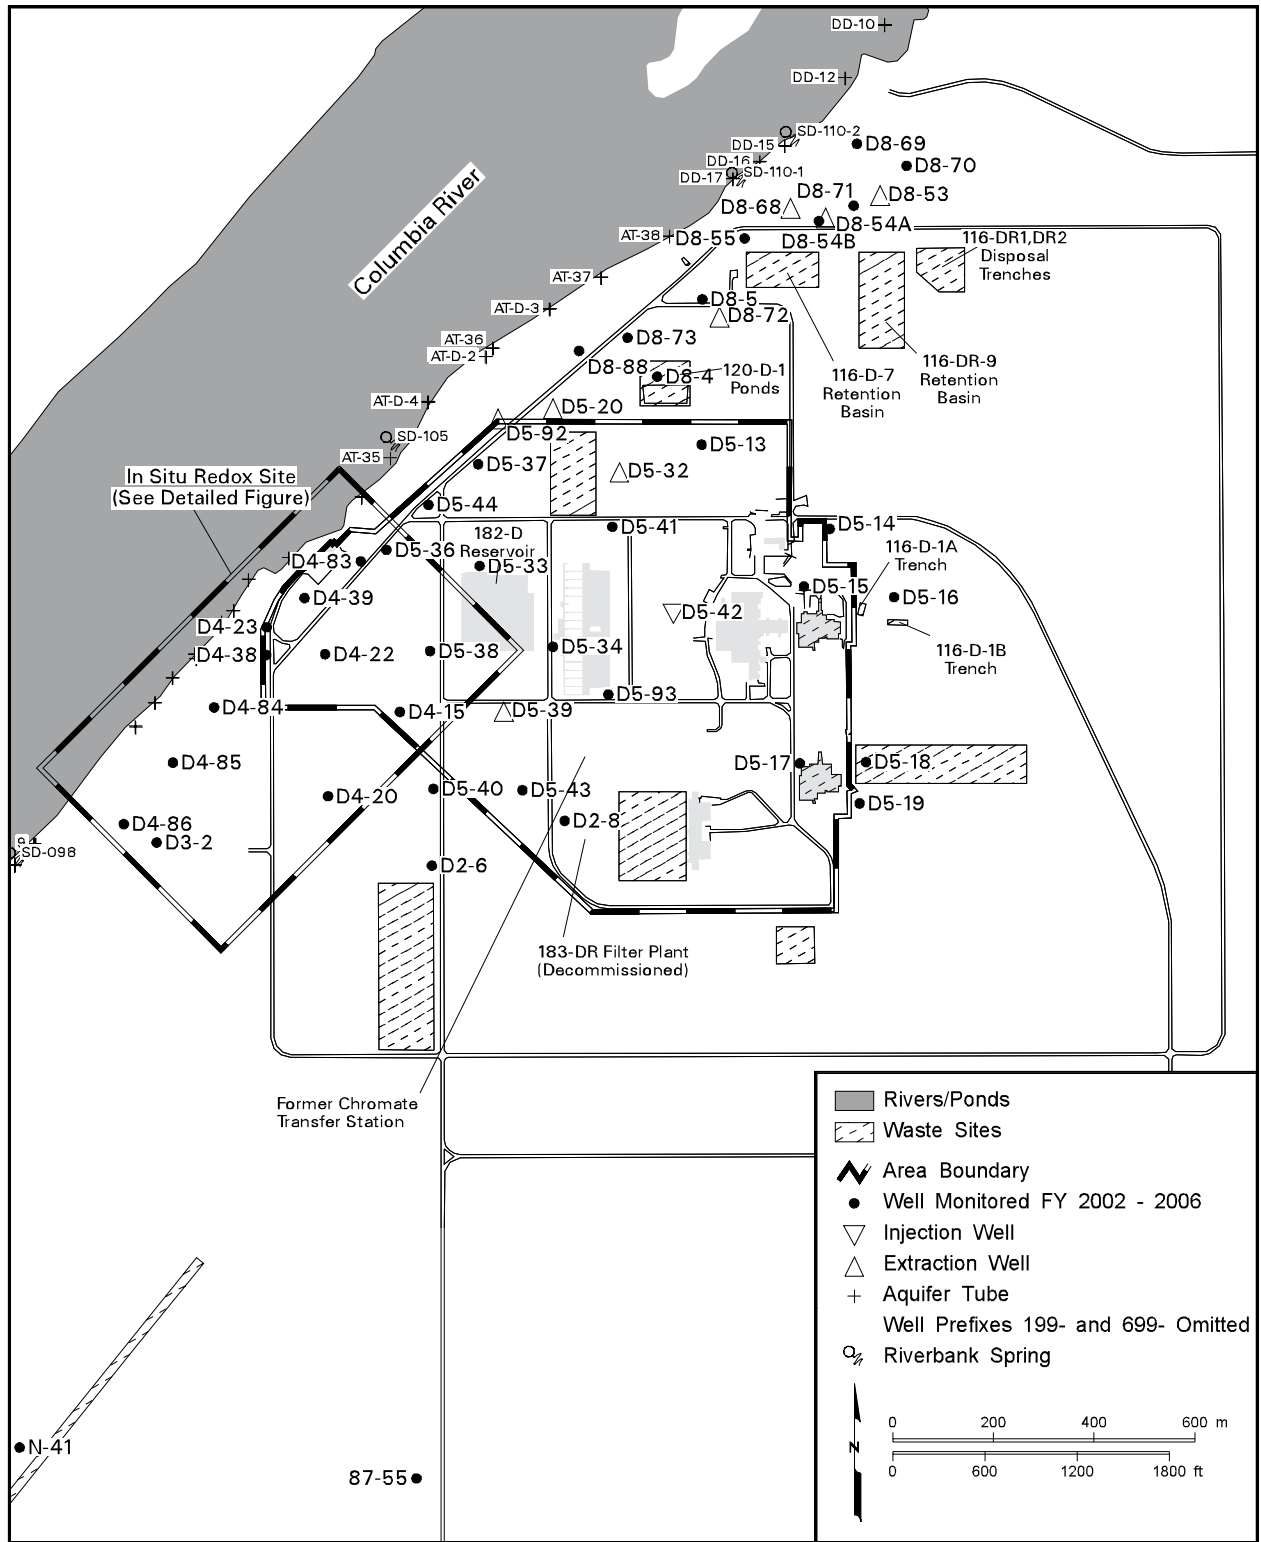 DD-10
DD-12
SD-110-2
DD-15
D8-69
DD-16
D8-70
SD-110-1
DD-17
D8-71
D8-53
D8-68
D8-54A
AT-38
D8-55
D8-54B
116-DR1,DR2
Disposal
Trenches
Columbia River
AT-37
D8-5
AT-D-3
D8-72
D8-73
AT-36
AT-D-2
D8-88
D8-4
120-D-1
Ponds
116-D-7
Retention
Basin
116-DR-9
Retention
Basin
AT-D-4
D5-20
D5-92
SD-105
D5-13
AT-35
D5-37
D5-32
In Situ Redox Site
(See Detailed Figure)
D5-44
D5-41
D5-14
182-D
Reservoir
D5-36
116-D-1A
Trench
D4-83
D5-33
D5-15
D5-16
D4-39
D5-42
D4-23
D4-38
D4-22
D5-38
D5-34
116-D-1B
Trench
D5-93
D4-84
D4-15
D5-39
D4-85
D5-17
D5-18
D4-20
D5-40
D5-43
D5-19
D4-86
D2-8
D3-2
SD-098
D2-6
183-DR Filter Plant
(Decommissioned)
Former Chromate
Transfer Station
Rivers/Ponds
Waste Sites
Area Boundary
Well Monitored FY 2002 - 2006
Injection Well
Extraction Well
Aquifer Tube
Well Prefixes 199- and 699- Omitted
Riverbank Spring
N
0 200 400 600 m
0 600 1200 1800 ft
N-41
87-55